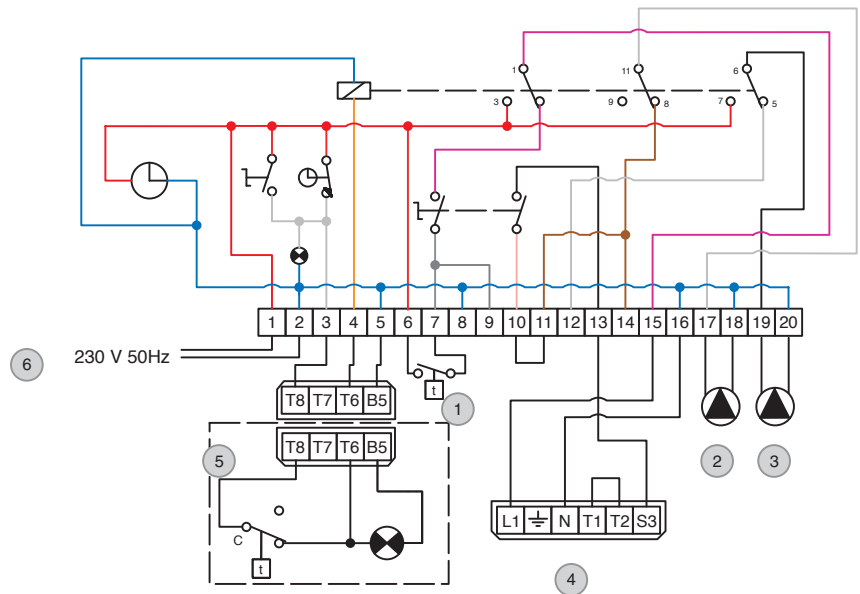 1 11 6
3 9 8 7 5
1 2 3 4 5 6 7 8 9 10 11 12 13 14 15 16 17 18 19 20
6 230 V 50Hz
T8 T7 T6 B5
t 1
T8 T7 T6 B5
5 2 3
C
t
L1 N T1 T2 S3
4